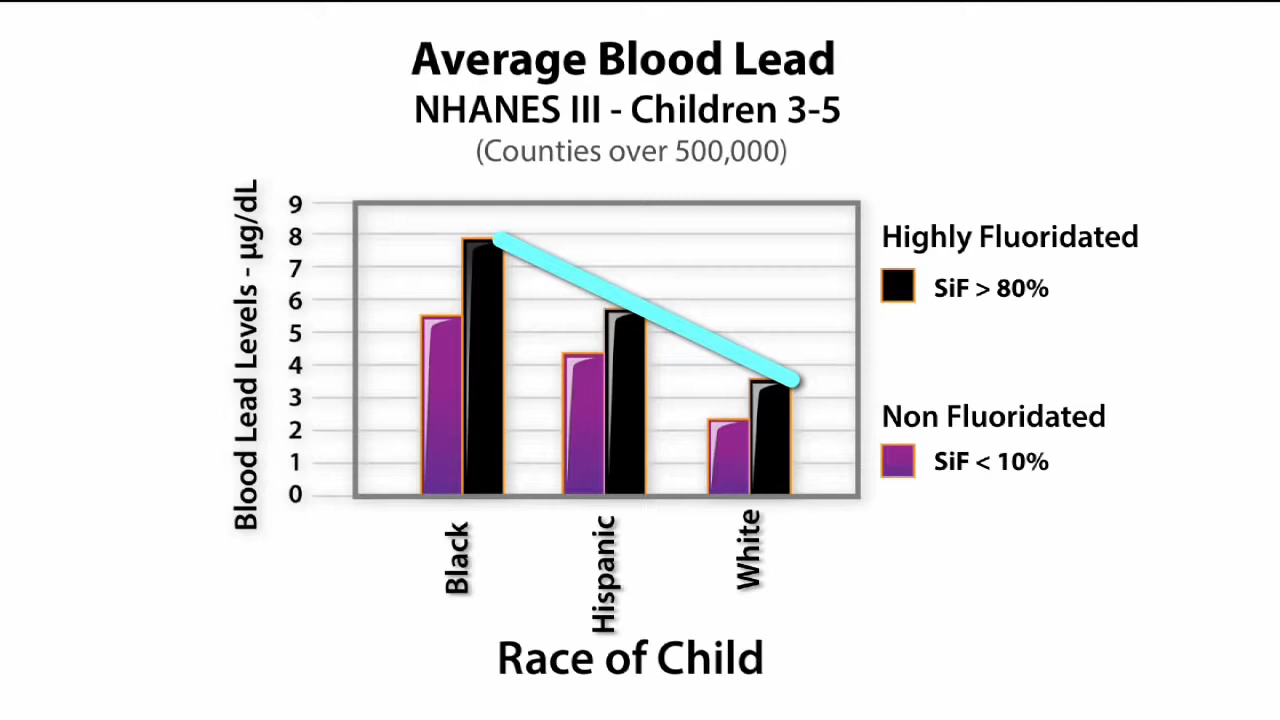 Average Blood Lead
NHANES III - Children 3-5
(Counties over 500,000)
Blood Lead Levels - µg/dL
9
8
7
6
5
4
3
2
1
0
Black
Hispanic
White
Race of Child
Highly Fluoridated
SiF > 80%
Non Fluoridated
SiF < 10%